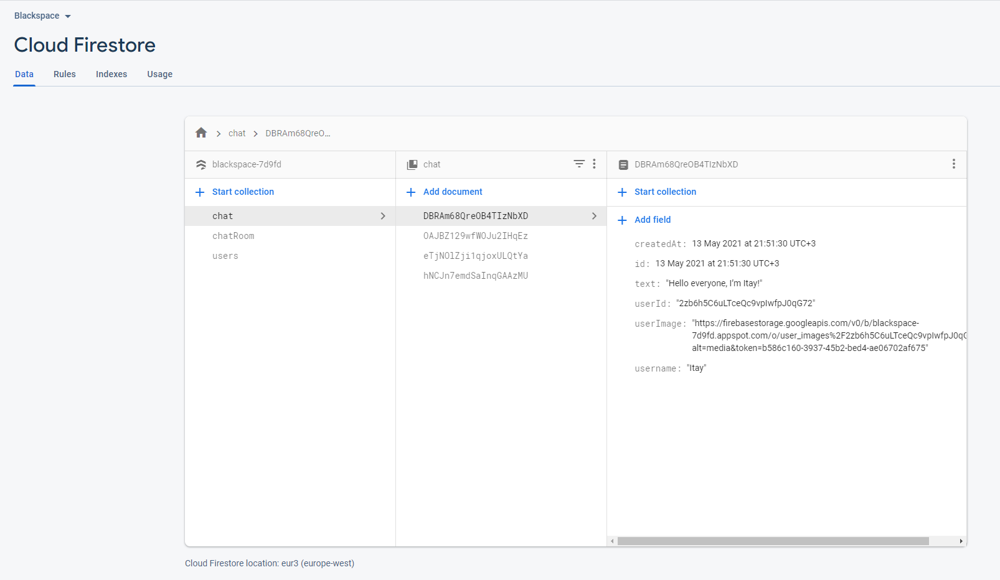 Blackspace
Cloud Firestore
Data Rules Indexes Usage
chat DBRAm68QreO...
blackspace-7d9fd
Start collection
chat
chatRoom
users
chat
Add document
DBRAm68QreOB4TIzNbXD
OAJBZ129wfWOJu2IHqEz
eTjNOlZji1qjoxULQtYa
hNCJn7emdSaInqGAAzMU
DBRAm68QreOB4TIzNbXD
Start collection
Add field
createdAt: 13 May 2021 at 21:51:30 UTC+3
id: 13 May 2021 at 21:51:30 UTC+3
text: "Hello everyone, I'm Itay!"
userId: "2zb6h5C6uLTceQc9vpIwfpJ0qG72"
userImage: "https://firebasestorage.googleapis.com/v0/b/blackspace-
7d9fd.appspot.com/o/user_images%2F2zb6h5C6uLTceQc9vpIwfpJ0qG
alt=media&token=b586c160-3937-45b2-bed4-ae06702af675"
username: "Itay"
Cloud Firestore location: eur3 (europe-west)